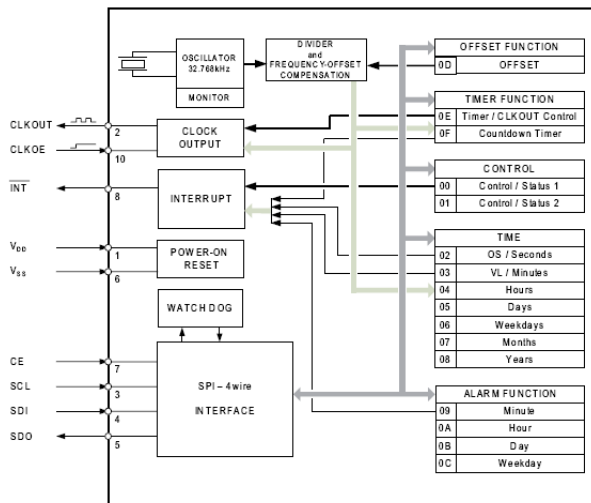 OSCILLATOR
32.768kHz
MONITOR
DIVIDER
and
FREQUENCY-OFFSET
COMPENSATION
OFFSET FUNCTION
0D OFFSET
TIMER FUNCTION
0E Timer / CLKOUT Control
0F Countdown Timer
CLKOUT
2
CLKOE
10
CLOCK
OUTPUT
INT
8
INTERRUPT
CONTROL
00 Control / Status 1
01 Control / Status 2
VDD
1
VSS
6
POWER-ON
RESET
TIME
02 OS / Seconds
03 VL / Minutes
04 Hours
05 Days
06 Weekdays
07 Months
08 Years
WATCH DOG
CE
7
SCL
3
SDI
4
SDO
5
SPI - 4wire
INTERFACE
ALARM FUNCTION
09 Minute
0A Hour
0B Day
0C Weekday